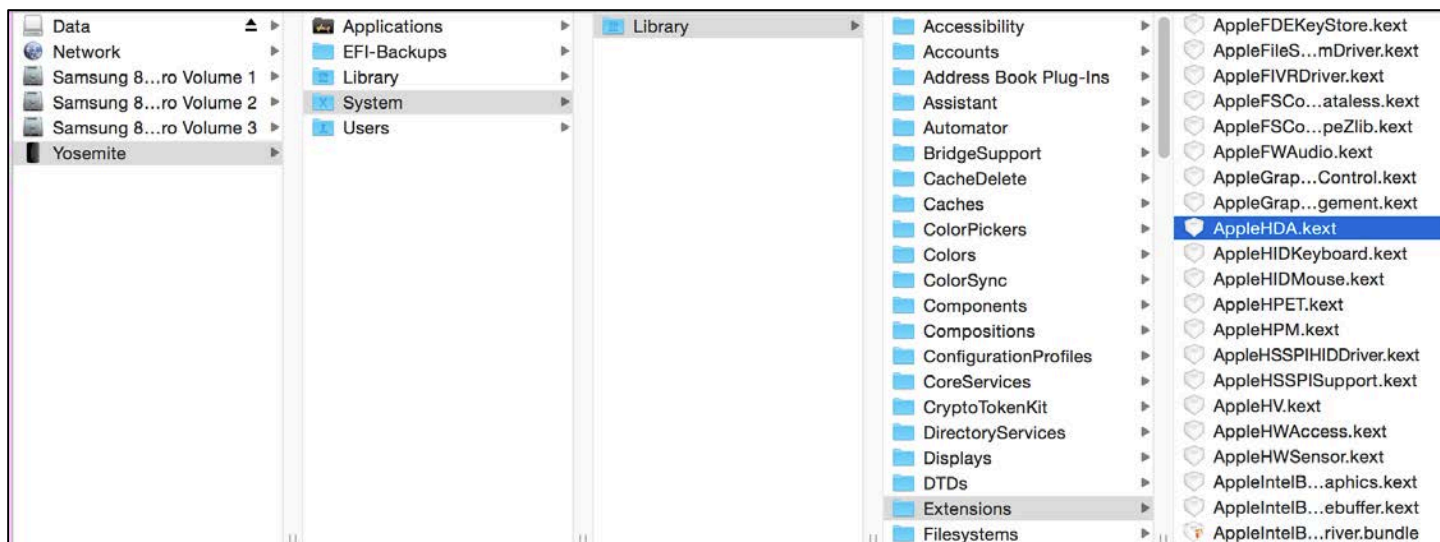 Data
Network
Samsung 8...ro Volume 1
Samsung 8...ro Volume 2
Samsung 8...ro Volume 3
Yosemite
Applications
EFI-Backups
Library
System
Users
Library
Accessibility
Accounts
Address Book Plug-Ins
Assistant
Automator
BridgeSupport
CacheDelete
Caches
ColorPickers
Colors
ColorSync
Components
Compositions
ConfigurationProfiles
CoreServices
CryptoTokenKit
DirectoryServices
Displays
DTDs
Extensions
Filesystems
AppleFDEKeyStore.kext
AppleFileS...mDriver.kext
AppleFIVRDriver.kext
AppleFSCo...ataless.kext
AppleFSCo...peZlib.kext
AppleFWAudio.kext
AppleGrap...Control.kext
AppleGrap...gement.kext
AppleHDA.kext
AppleHIDKeyboard.kext
AppleHIDMouse.kext
AppleHPET.kext
AppleHPM.kext
AppleHSSPIHIDDriver.kext
AppleHSSPISupport.kext
AppleHV.kext
AppleHWAccess.kext
AppleHWSensor.kext
AppleIntelB...aphics.kext
AppleIntelB...ebuffer.kext
AppleIntelB...river.bundle